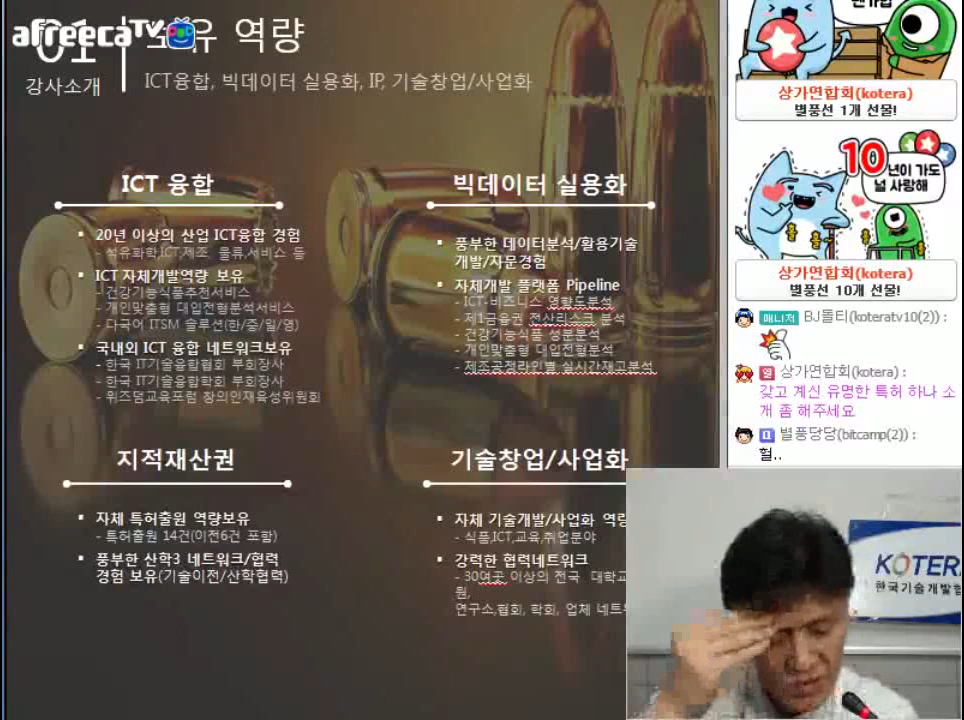 afreecaTV
보유 역량
강사소개
ICT융합, 빅데이터 실용화, IP, 기술창업/사업화
ICT 융합
▪ 20년 이상의 산업 ICT융합 경험
- 석유화학,ICT,제조, 물류,서비스 등
▪ ICT 자체개발역량 보유
- 건강기능식품추천서비스
- 개인맞춤형 대입전형분석서비스
- 다국어 ITSM 솔루션(한/중/일/영)
▪ 국내외 ICT 융합 네트워크보유
- 한국 IT기술융합협회 부회장사
- 한국 IT기술융합학회 부회장사
- 위즈덤교육포럼 창의인재육성위원회
빅데이터 실용화
▪ 풍부한 데이터분석/활용기술
개발/자문경험
▪ 자체개발 플랫폼 Pipeline
- ICT-비즈니스 영향도분석
- 제1금융권 전산리스크 분석
- 건강기능식품 성분분석
- 개인맞춤형 대입전형분석
- 제조공정라인별 실시간재고분석
지적재산권
▪ 자체 특허출원 역량보유
- 특허출원 14건(이전6건 포함)
▪ 풍부한 산학3 네트워크/협력
경험 보유(기술이전/산학협력)
기술창업/사업화
▪ 자체 기술개발/사업화 역량
- 식품,ICT,교육,취업분야
▪ 강력한 협력네트워크
- 30여곳 이상의 전국 대학교
원,
연구소,협회, 학회, 업체 네트
상가연합회(kotera)
별풍선 1개 선물!
10년이 가도
널 사랑해
상가연합회(kotera)
별풍선 10개 선물!
매니저 BJ롤티(koteratv10(2)) :
열 상가연합회(kotera) :
갖고 계신 유명한 특허 하나 소
개 좀 해주세요
별풍당당(bitcamp(2)) :
헐..
KOTER
한국기술개발협